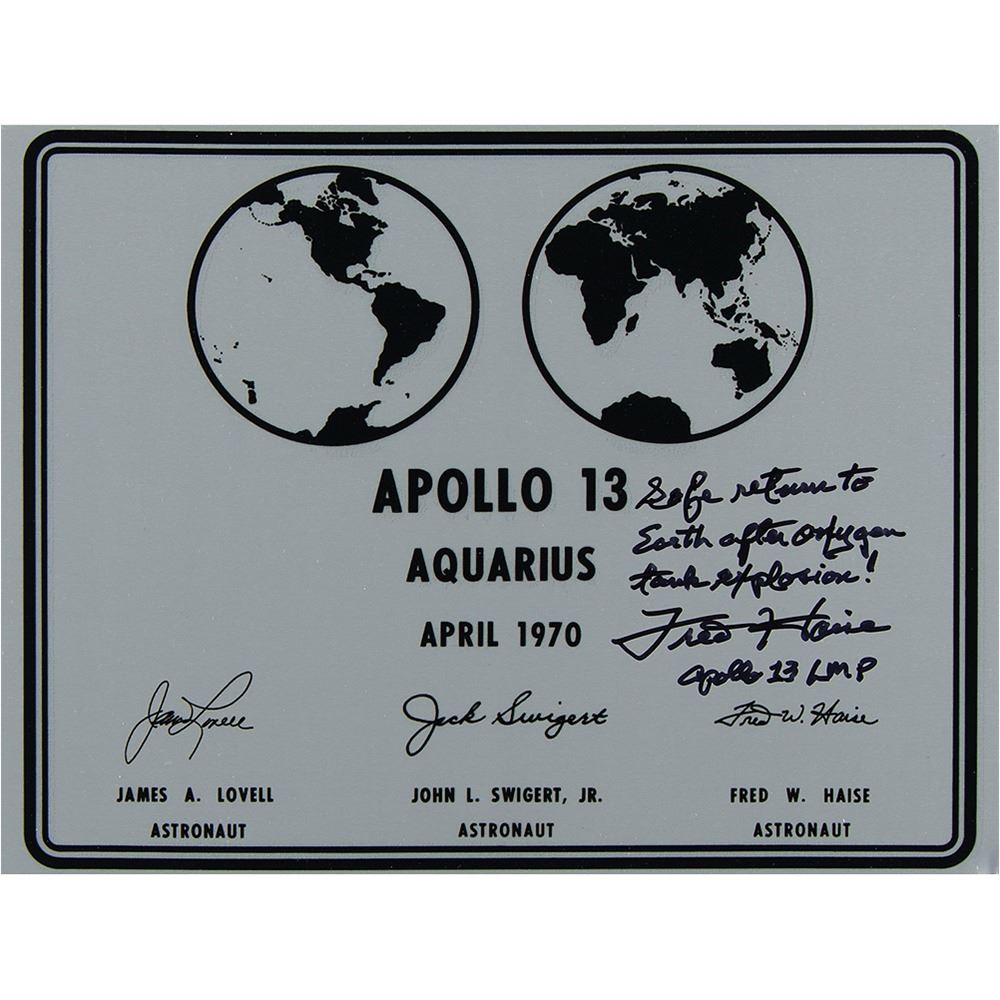 APOLLO 13
AQUARIUS
APRIL 1970
Safe return to
Earth after oxygen
tank explosion!
Fred Haise
Apollo 13 LMP
James Lovell
Jack Swigert
Fred W. Haise
JAMES A. LOVELL
ASTRONAUT
JOHN L. SWIGERT, JR.
ASTRONAUT
FRED W. HAISE
ASTRONAUT